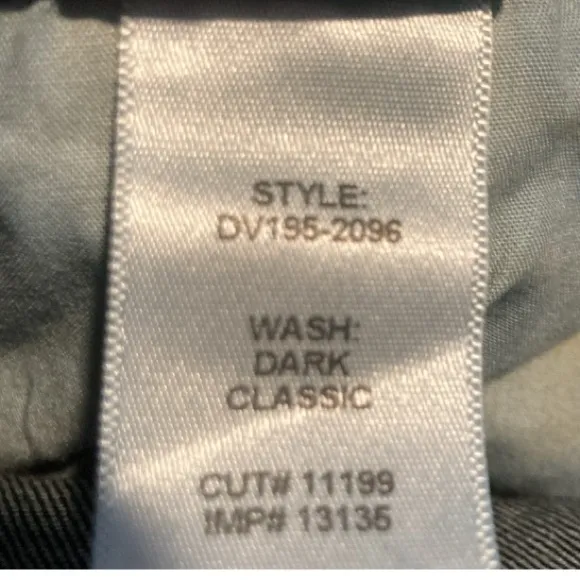 STYLE:
DV195-2096
WASH:
DARK
CLASSIC
CUT# 11199
IMP# 13135